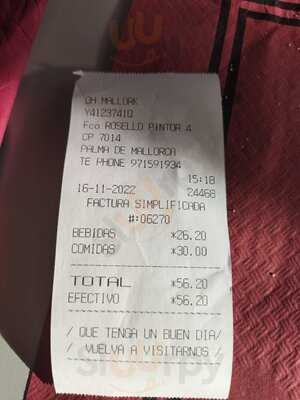 OH MALLORK
Y4123741Q
Fco ROSELLO PINTOR 4
CP 7014
PALMA DE MALLORCA
TE PHONE 971591934
15:18
16-11-2022 24468
FACTURA SIMPLIFICADA
#:06270
BEBIDAS *26.20
COMIDAS *30.00
TOTAL *56.20
EFECTIVO *56.20
/ QUE TENGA UN BUEN DIA/
/ VUELVA A VISITARNOS /